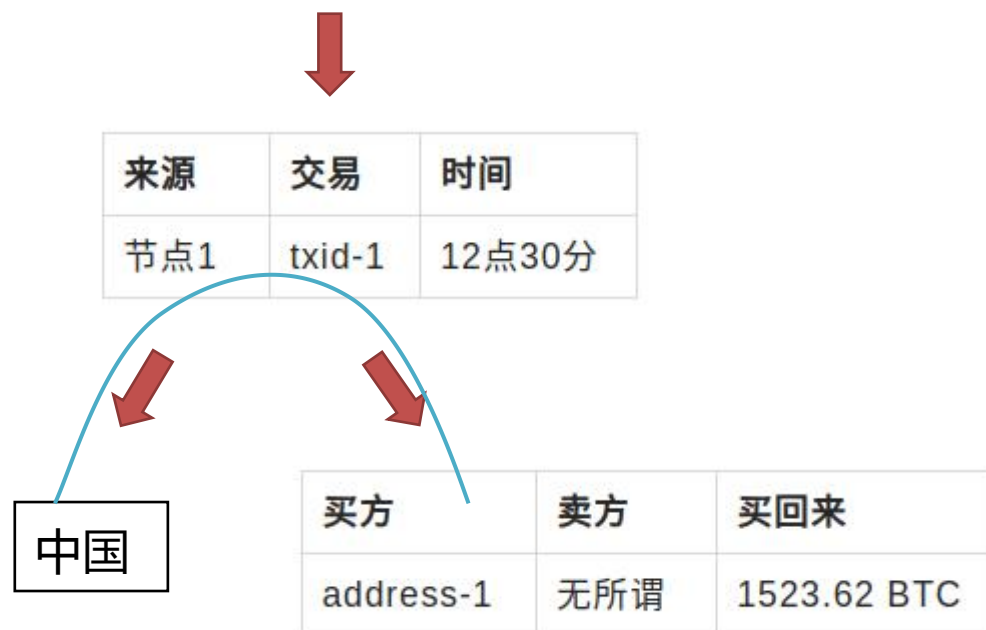 来源 交易 时间
节点1 txid-1 12点30分
中国
买方 卖方 买回来
address-1 无所谓 1523.62 BTC